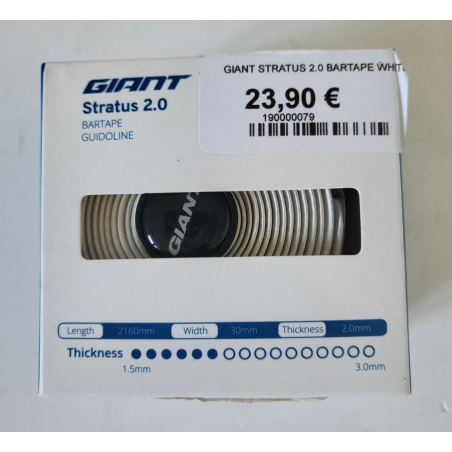 GIANT
Stratus 2.0
BARTAPE
GUIDOLINE
GIANT STRATUS 2.0 BARTAPE WHIT
23,90 €
190000079
GIANT
Length 2160mm Width 30mm Thickness 2.0mm
Thickness
1.5mm 3.0mm